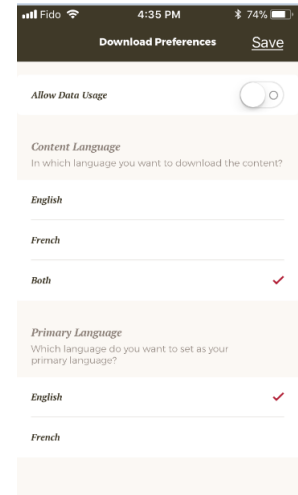 Fido 4:35 PM 74%
Download Preferences Save
Allow Data Usage
Content Language
In which language you want to download the content?
English
French
Both
Primary Language
Which language do you want to set as your
primary language?
English
French